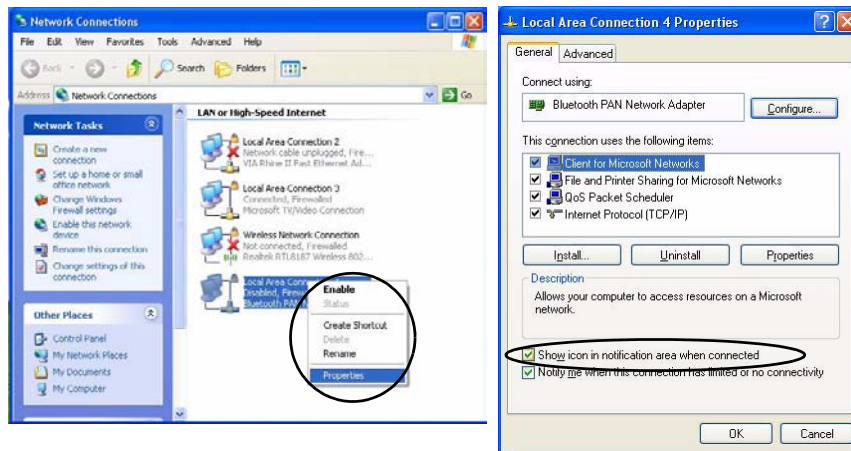 Network Connections
File Edit View Favorites Tools Advanced Help
Back Search Folders
Address Network Connections Go
Network Tasks
Create a new
connection
Set up a home or small
office network
Change Windows
Firewall settings
Enable this network
device
Rename this connection
Change settings of this
connection
Other Places
Control Panel
My Network Places
My Documents
My Computer
LAN or High-Speed Internet
Local Area Connection 2
Network cable unplugged, Fire...
VIA Rhine II Fast Ethernet Ad...
Local Area Connection 3
Connected, Firewalled
Microsoft TV/Video Connection
Wireless Network Connection
Not connected, Firewalled
Realtek RTL8187 Wireless 802...
Local Area Conn
Disabled, Firew
Bluetooth PAN
Enable
Status
Create Shortcut
Delete
Rename
Properties
Local Area Connection 4 Properties
General Advanced
Connect using:
Bluetooth PAN Network Adapter Configure...
This connection uses the following items:
Client for Microsoft Networks
File and Printer Sharing for Microsoft Networks
QoS Packet Scheduler
Internet Protocol (TCP/IP)
Install... Uninstall Properties
Description
Allows your computer to access resources on a Microsoft
network.
Show icon in notification area when connected
Notify me when this connection has limited or no connectivity
OK Cancel